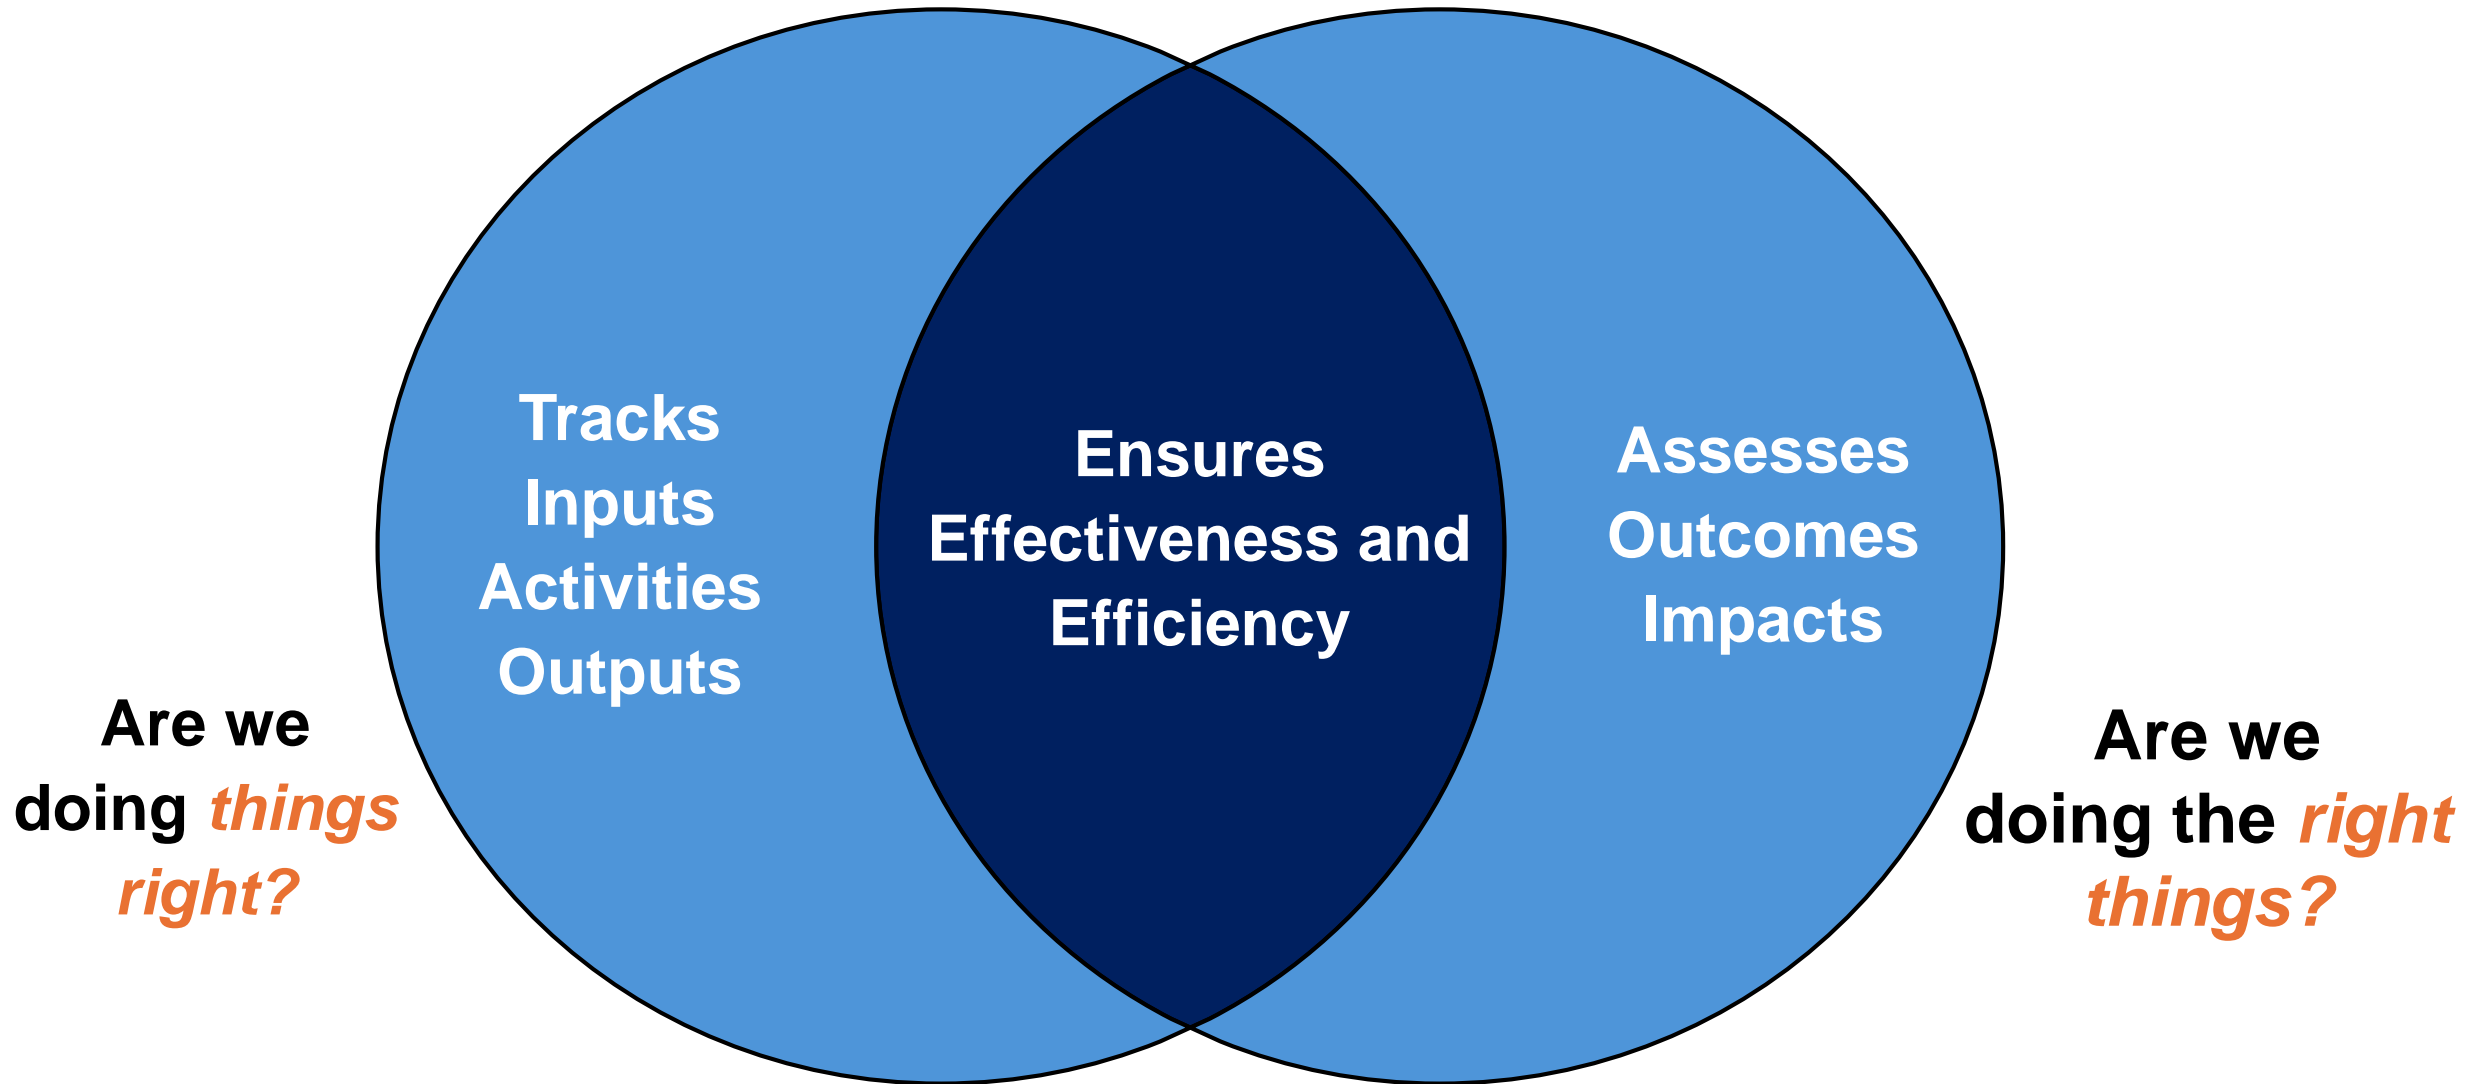 Tracks
Inputs
Activities
Outputs
Ensures
Effectiveness and
Efficiency
Assesses
Outcomes
Impacts
Are we
doing things
right?
Are we
doing the right
things?